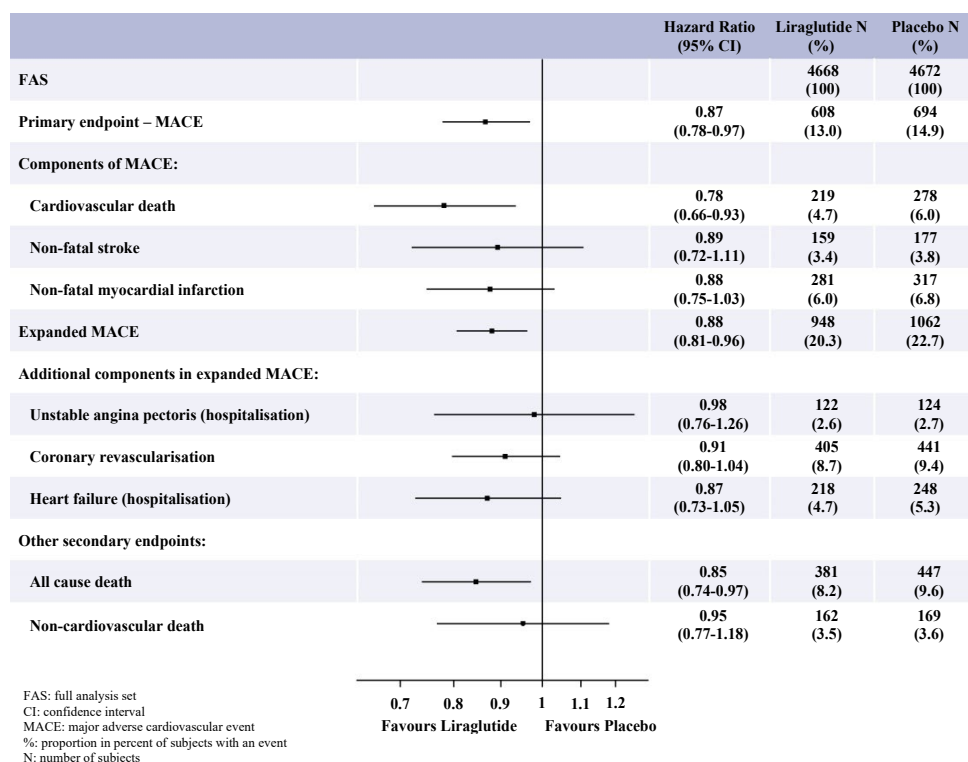 Hazard Ratio Liraglutide N Placebo N
(95% CI) (%) (%)
FAS 4668 4672
(100) (100)
Primary endpoint – MACE 0.87 608 694
(0.78-0.97) (13.0) (14.9)
Components of MACE:
Cardiovascular death 0.78 219 278
(0.66-0.93) (4.7) (6.0)
Non-fatal stroke 0.89 159 177
(0.72-1.11) (3.4) (3.8)
Non-fatal myocardial infarction 0.88 281 317
(0.75-1.03) (6.0) (6.8)
Expanded MACE 0.88 948 1062
(0.81-0.96) (20.3) (22.7)
Additional components in expanded MACE:
Unstable angina pectoris (hospitalisation) 0.98 122 124
(0.76-1.26) (2.6) (2.7)
Coronary revascularisation 0.91 405 441
(0.80-1.04) (8.7) (9.4)
Heart failure (hospitalisation) 0.87 218 248
(0.73-1.05) (4.7) (5.3)
Other secondary endpoints:
All cause death 0.85 381 447
(0.74-0.97) (8.2) (9.6)
Non-cardiovascular death 0.95 162 169
(0.77-1.18) (3.5) (3.6)
0.7 0.8 0.9 1 1.1 1.2
Favours Liraglutide Favours Placebo
FAS: full analysis set
CI: confidence interval
MACE: major adverse cardiovascular event
%: proportion in percent of subjects with an event
N: number of subjects